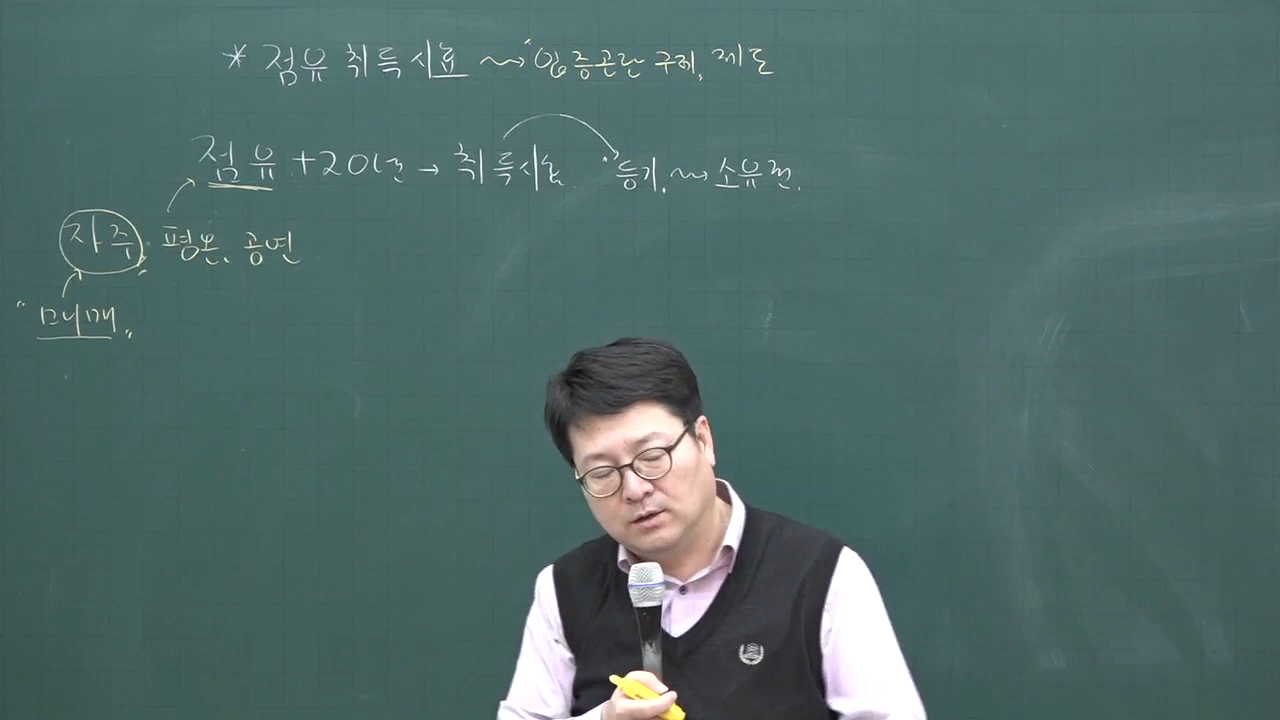 * 점유취득시효 ~> "입증곤란 구제, 제도
점유 +20년 → 취득시효 등기. ~> 소유권.
자주. 평온. 공연
"매매"